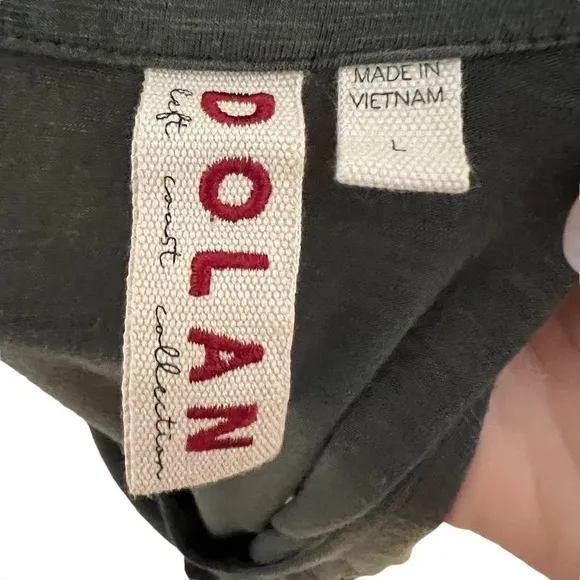 DOLAN
left coast collection
MADE IN
VIETNAM
L